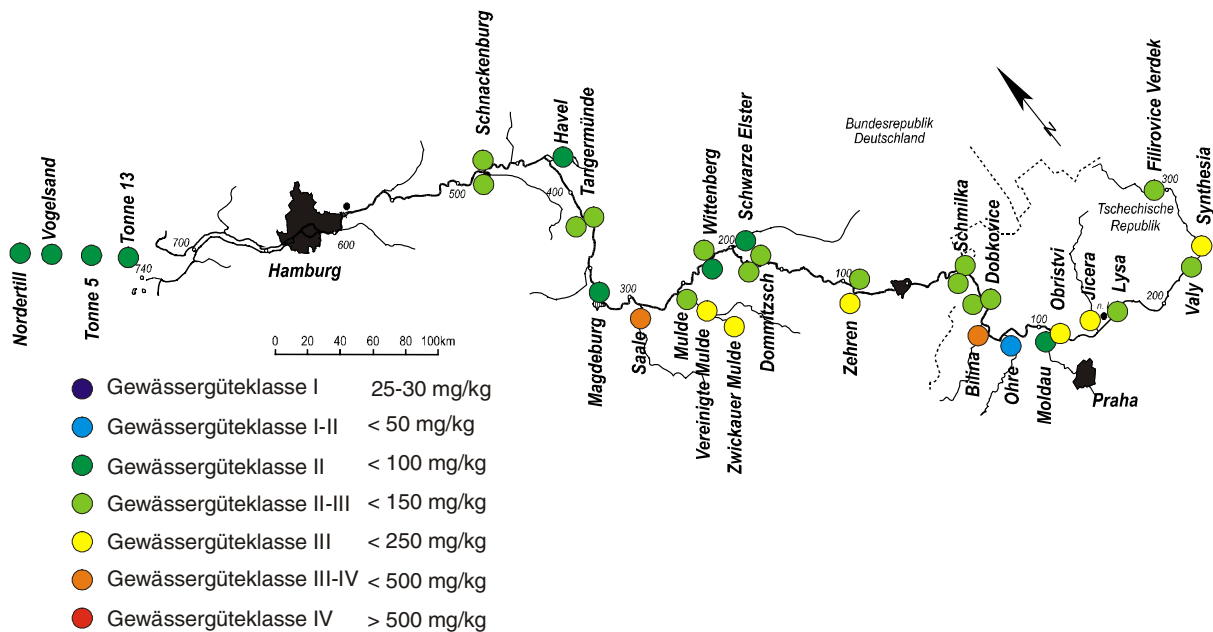 Nordertill
Vogelsand
Tonne 5
Tonne 13
740
700
Hamburg
600
500
Schnackenburg
Havel
400
Tangermünde
Magdeburg
300
Saale
Mulde
Vereinigte Mulde
Zwickauer Mulde
Wittenberg
200
Schwarze Elster
Dommitzsch
100
Zehren
Bundesrepublik
Deutschland
N
Schmilka
Dobkovice
Bilina
Ohre
Moldau
100
Obristvi
Jicera
n.
Lysa
Praha
200
Valy
Synthesia
300
Filirovice Verdek
Tschechische
Republik
0 20 40 60 80 100km
Gewässergüteklasse I 25-30 mg/kg
Gewässergüteklasse I-II < 50 mg/kg
Gewässergüteklasse II < 100 mg/kg
Gewässergüteklasse II-III < 150 mg/kg
Gewässergüteklasse III < 250 mg/kg
Gewässergüteklasse III-IV < 500 mg/kg
Gewässergüteklasse IV > 500 mg/kg